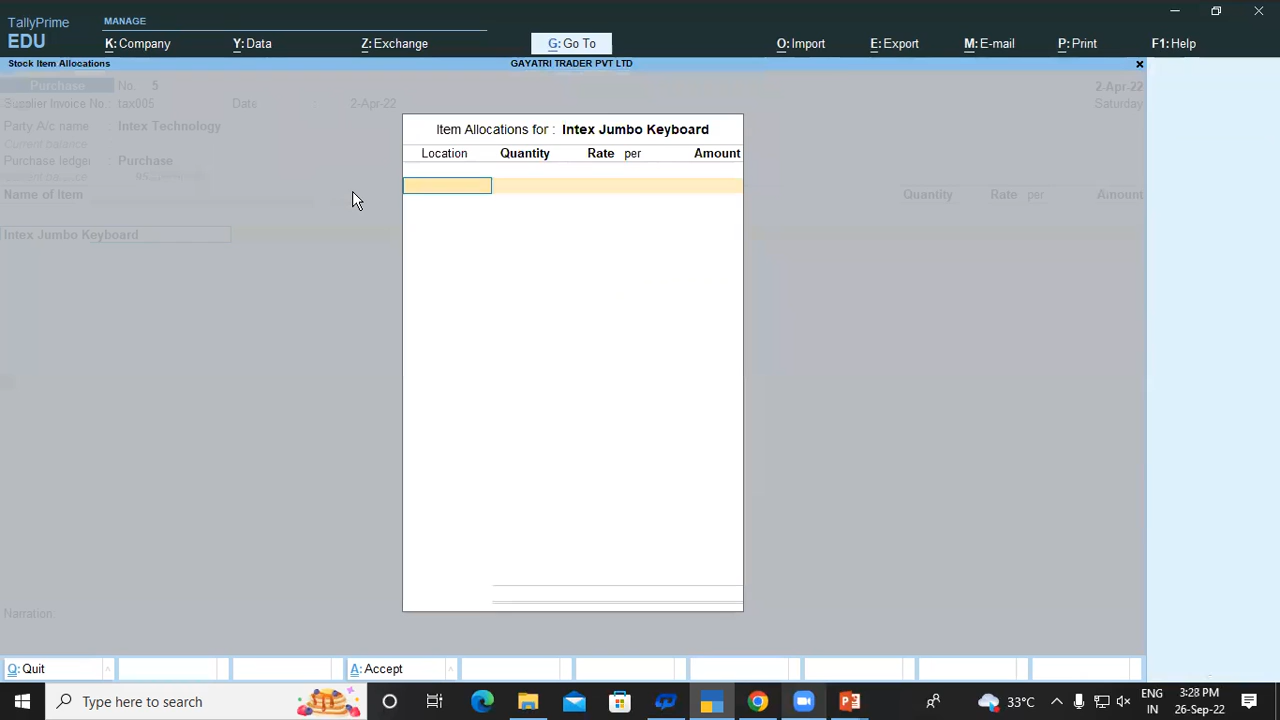 TallyPrime
EDU
MANAGE
K: Company
Y: Data
Z: Exchange
G: Go To
O: Import
E: Export
M: E-mail
P: Print
F1: Help
Stock Item Allocations
GAYATRI TRADER PVT LTD
Purchase No. 5
2-Apr-22
Supplier Invoice No.: tax005 Date : 2-Apr-22
Saturday
Party A/c name : Intex Technology
Current balance
Purchase ledger : Purchase
Name of Item
Quantity Rate per Amount
Intex Jumbo Keyboard
Item Allocations for : Intex Jumbo Keyboard
Location Quantity Rate per Amount
Narration:
Q: Quit
A: Accept
Type here to search
33°C
ENG
IN
3:28 PM
26-Sep-22